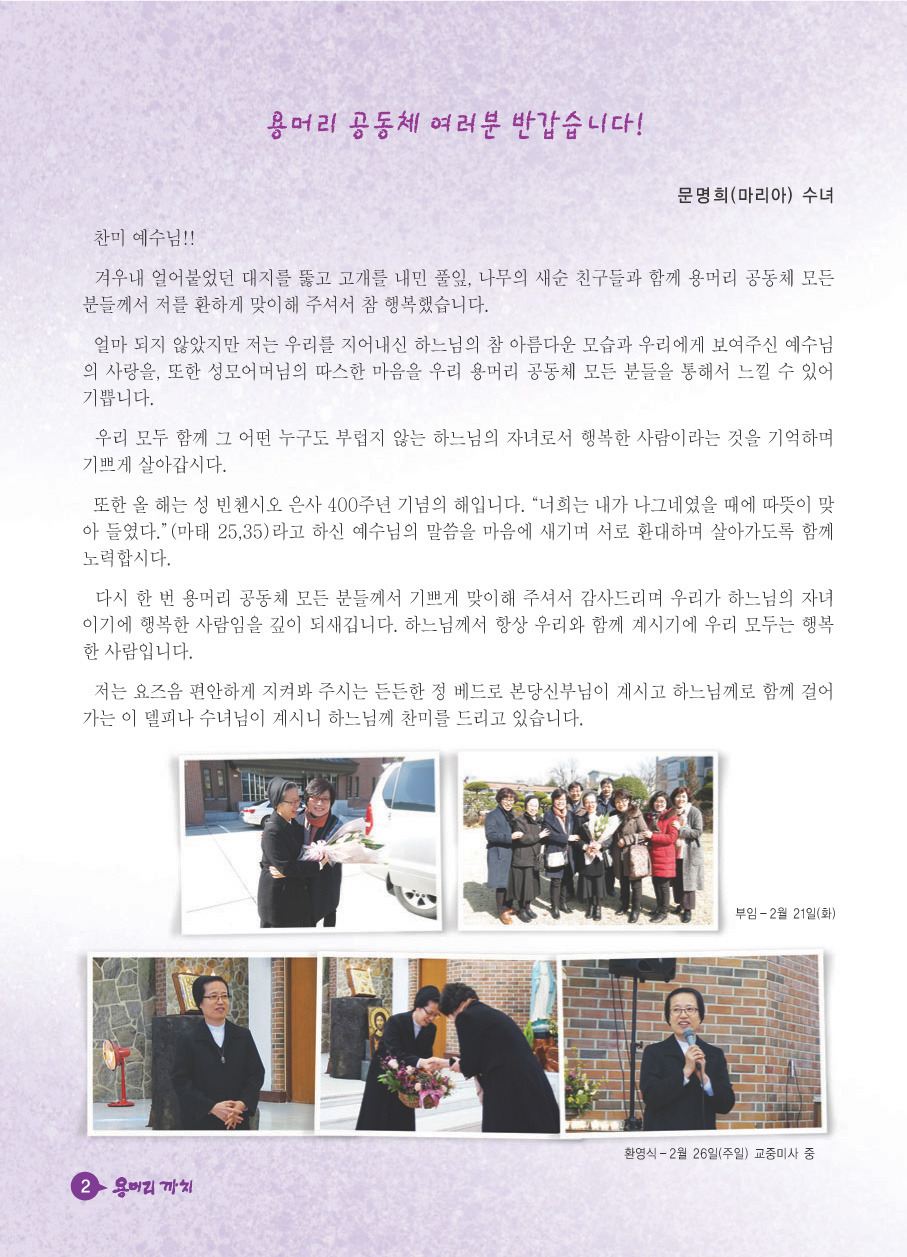 용머리 공동체 여러분 반갑습니다!
문명희(마리아) 수녀
찬미 예수님!!
겨우내 얼어붙었던 대지를 뚫고 고개를 내민 풀잎, 나무의 새순 친구들과 함께 용머리 공동체 모든
분들께서 저를 환하게 맞이해 주셔서 참 행복했습니다.
얼마 되지 않았지만 저는 우리를 지어내신 하느님의 참 아름다운 모습과 우리에게 보여주신 예수님
의 사랑을, 또한 성모어머님의 따스한 마음을 우리 용머리 공동체 모든 분들을 통해서 느낄 수 있어
기쁩니다.
우리 모두 함께 그 어떤 누구도 부럽지 않는 하느님의 자녀로서 행복한 사람이라는 것을 기억하며
기쁘게 살아갑시다.
또한 올 해는 성 빈첸시오 은사 400주년 기념의 해입니다. “너희는 내가 나그네였을 때에 따뜻이 맞
아 들였다.”(마태 25,35)라고 하신 예수님의 말씀을 마음에 새기며 서로 환대하며 살아가도록 함께
노력합시다.
다시 한 번 용머리 공동체 모든 분들께서 기쁘게 맞이해 주셔서 감사드리며 우리가 하느님의 자녀
이기에 행복한 사람임을 깊이 되새깁니다. 하느님께서 항상 우리와 함께 계시기에 우리 모두는 행복
한 사람입니다.
저는 요즈음 편안하게 지켜봐 주시는 든든한 정 베드로 본당신부님이 계시고 하느님께로 함께 걸어
가는 이 델피나 수녀님이 계시니 하느님께 찬미를 드리고 있습니다.
부임-2월 21일(화)
환영식-2월 26일(주일) 교중미사 중
2 용머리 까치